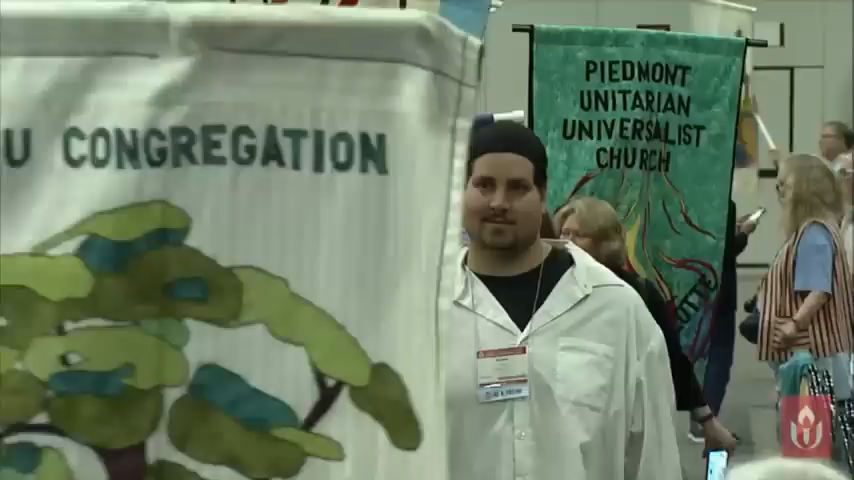 U CONGREGATION
PIEDMONT
UNITARIAN
UNIVERSALIST
CHURCH